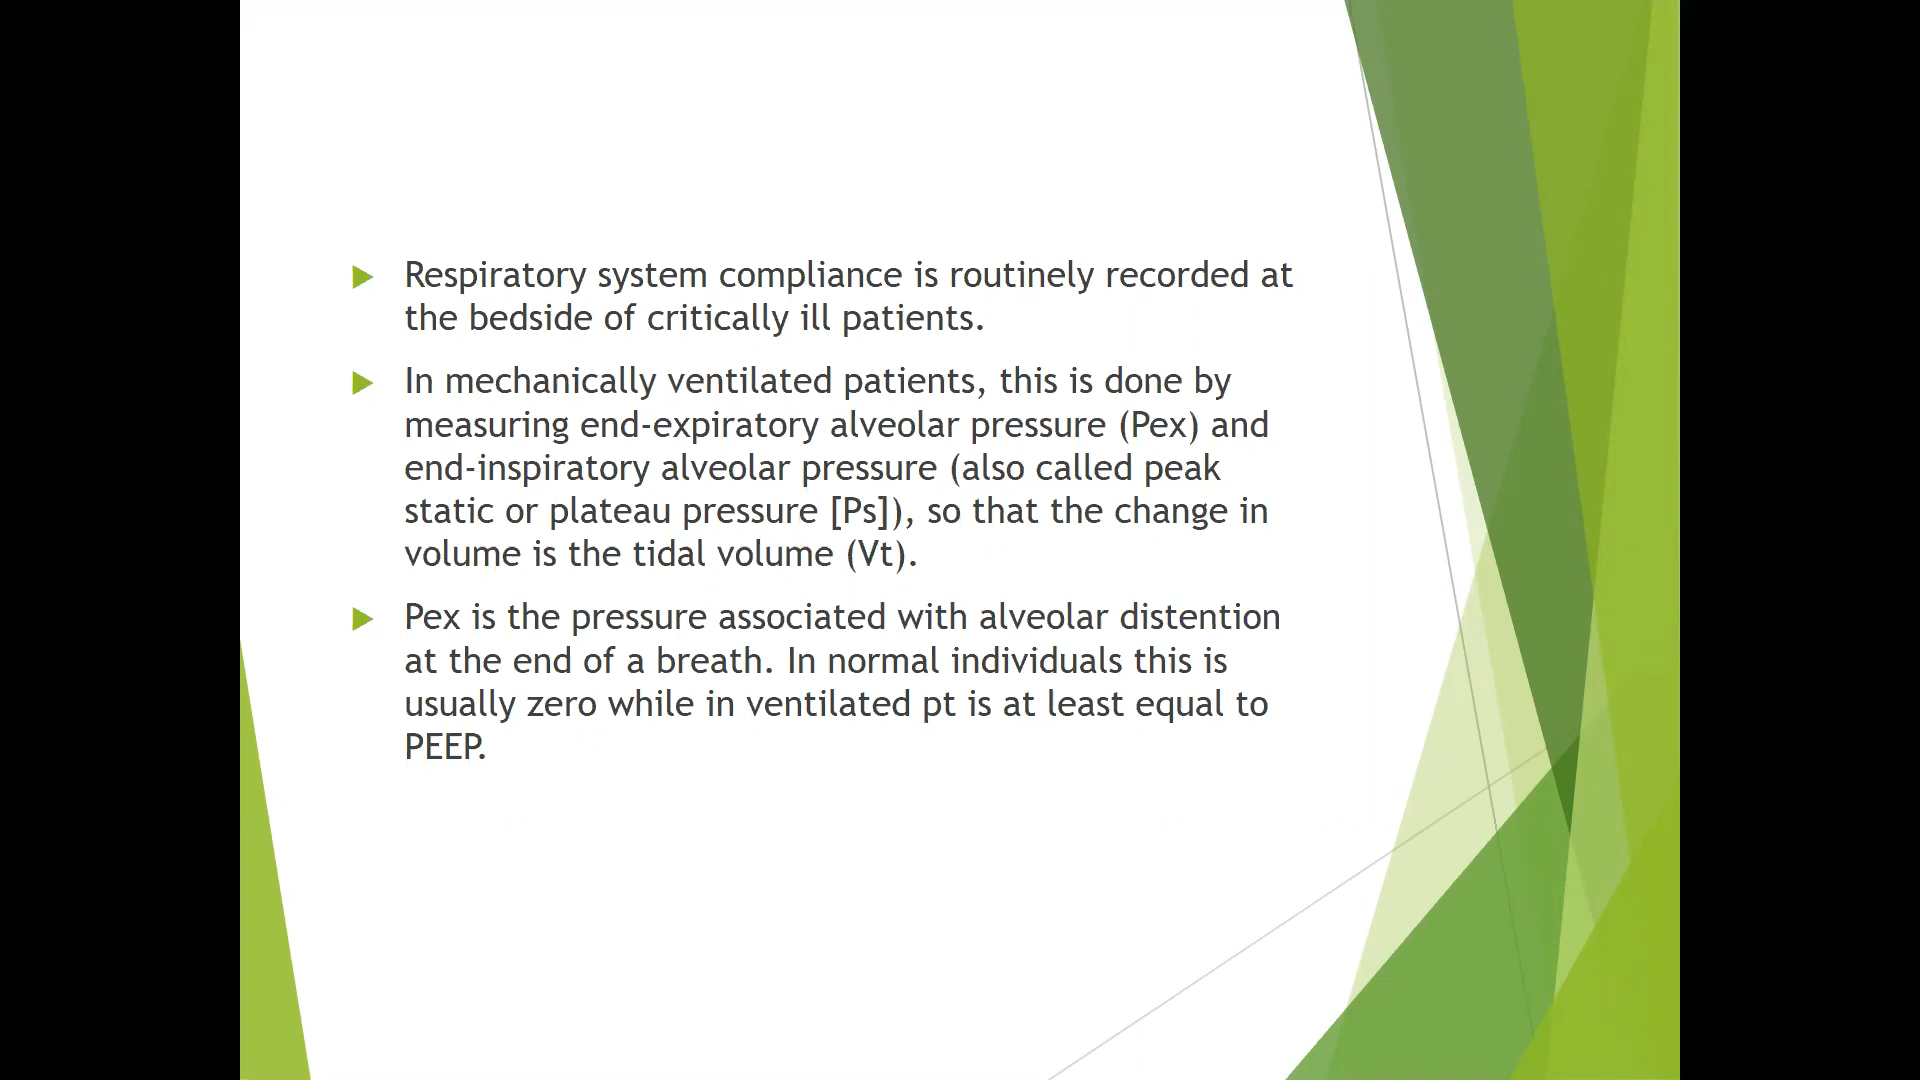 Respiratory system compliance is routinely recorded at
the bedside of critically ill patients.
In mechanically ventilated patients, this is done by
measuring end-expiratory alveolar pressure (Pex) and
end-inspiratory alveolar pressure (also called peak
static or plateau pressure [Ps]), so that the change in
volume is the tidal volume (Vt).
Pex is the pressure associated with alveolar distention
at the end of a breath. In normal individuals this is
usually zero while in ventilated pt is at least equal to
PEEP.